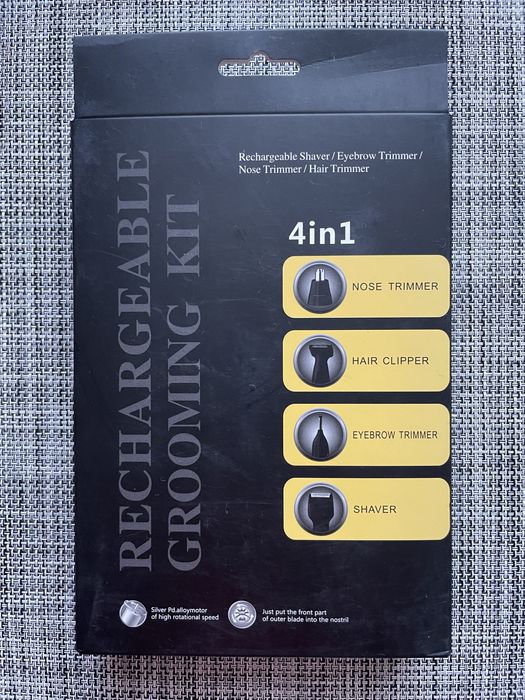 RECHARGEABLE
GROOMING KIT
Rechargeable Shaver / Eyebrow Trimmer /
Nose Trimmer / Hair Trimmer
4in1
NOSE TRIMMER
HAIR CLIPPER
EYEBROW TRIMMER
SHAVER
Silver Pd.alloymotor
of high rotational speed
Just put the front part
of outer blade into the nostril